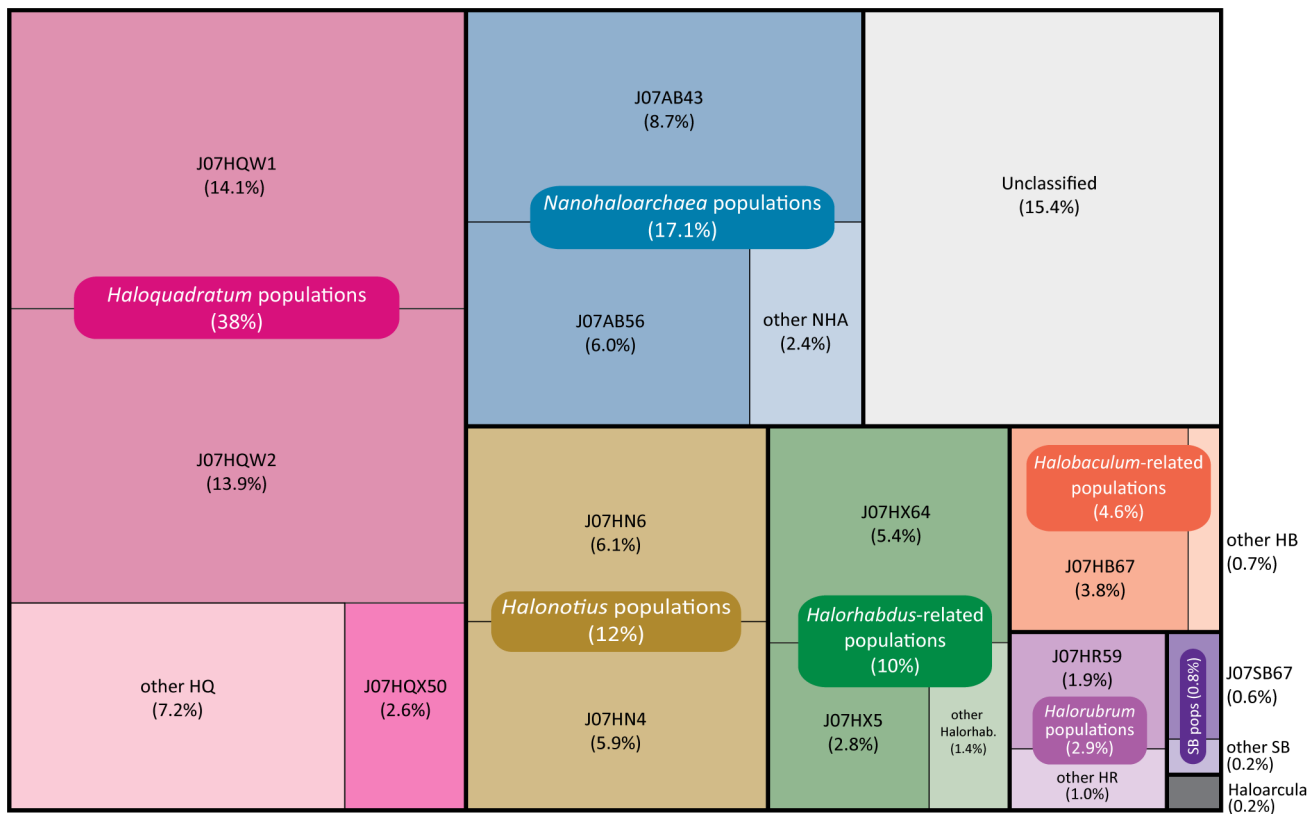 J07HQW1
(14.1%)
Haloquadratum populations
(38%)
J07HQW2
(13.9%)
other HQ
(7.2%)
J07HQX50
(2.6%)
J07AB43
(8.7%)
Nanohaloarchaea populations
(17.1%)
J07AB56
(6.0%)
other NHA
(2.4%)
Unclassified
(15.4%)
J07HN6
(6.1%)
Halonotius populations
(12%)
J07HN4
(5.9%)
J07HX64
(5.4%)
Halorhabdus-related
populations
(10%)
J07HX5
(2.8%)
other
Halorhab.
(1.4%)
Halobaculum-related
populations
(4.6%)
J07HB67
(3.8%)
other HB
(0.7%)
J07HR59
(1.9%)
Halorubrum
populations
(2.9%)
other HR
(1.0%)
SB pops (0.8%)
J07SB67
(0.6%)
other SB
(0.2%)
Haloarcula
(0.2%)